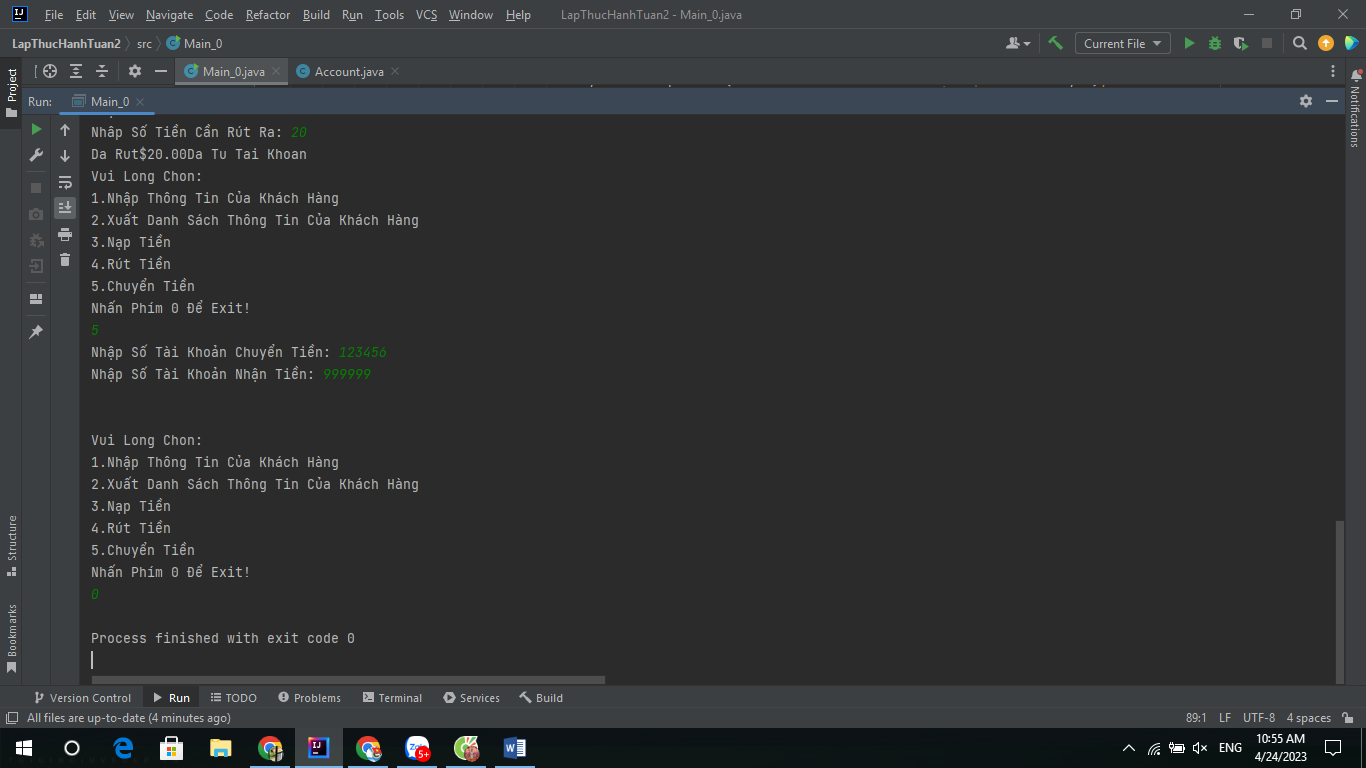 File Edit View Navigate Code Refactor Build Run Tools VCS Window Help LapThucHanhTuan2 - Main_0.java
LapThucHanhTuan2 src Main_0 Current File
Main_0.java Account.java
Project
Notifications
Run: Main_0
Nhâp Số Tiền Cần Rút Ra: 20
Da Rut$20.00Da Tu Tai Khoan
Vui Long Chon:
1.Nhập Thông Tin Của Khách Hàng
2.Xuất Danh Sách Thông Tin Của Khách Hàng
3.Nạp Tiền
4.Rút Tiền
5.Chuyển Tiền
Nhấn Phím 0 Để Exit!
5
Nhập Số Tài Khoản Chuyển Tiền: 123456
Nhập Số Tài Khoản Nhận Tiền: 999999
Vui Long Chon:
1.Nhập Thông Tin Của Khách Hàng
2.Xuất Danh Sách Thông Tin Của Khách Hàng
3.Nạp Tiền
4.Rút Tiền
5.Chuyển Tiền
Nhấn Phím 0 Để Exit!
0
Process finished with exit code 0
Structure
Bookmarks
Version Control Run TODO Problems Terminal Services Build
All files are up-to-date (4 minutes ago) 89:1 LF UTF-8 4 spaces
5+ ENG 10:55 AM
4/24/2023